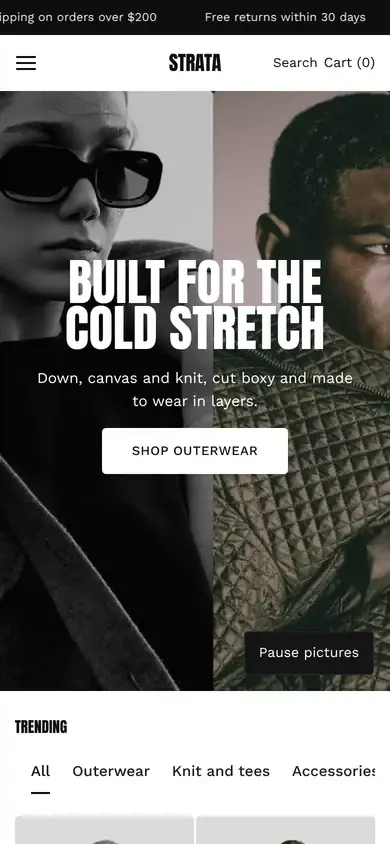 on orders over $200 Free returns within 30 days
STRATA Search Cart (0)
BUILT FOR THE
COLD STRETCH
Down, canvas and knit, cut boxy and made
to wear in layers.
SHOP OUTERWEAR
Pause pictures
TRENDING
All Outerwear Knit and tees Accessories